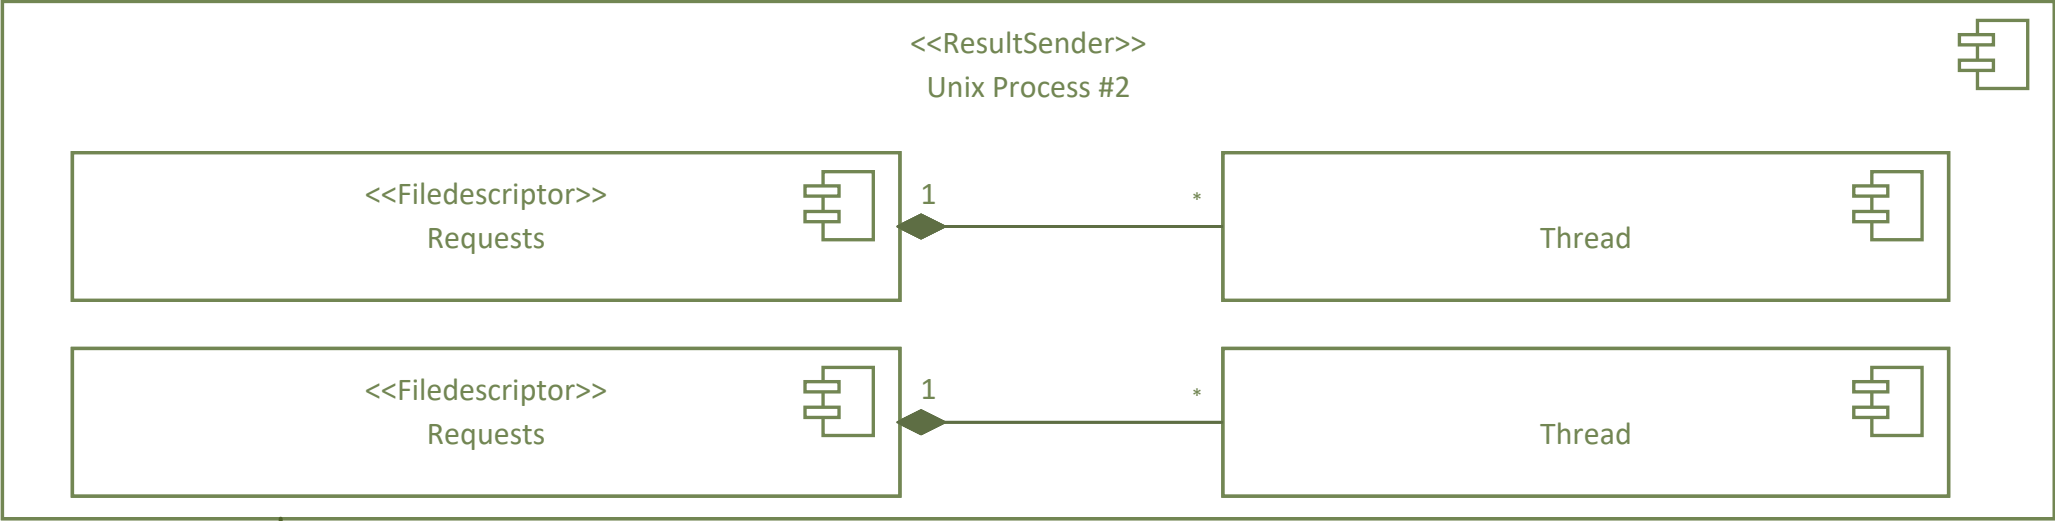 <<ResultSender>>
Unix Process #2
<<Filedescriptor>>
Requests
1
*
Thread
<<Filedescriptor>>
Requests
1
*
Thread